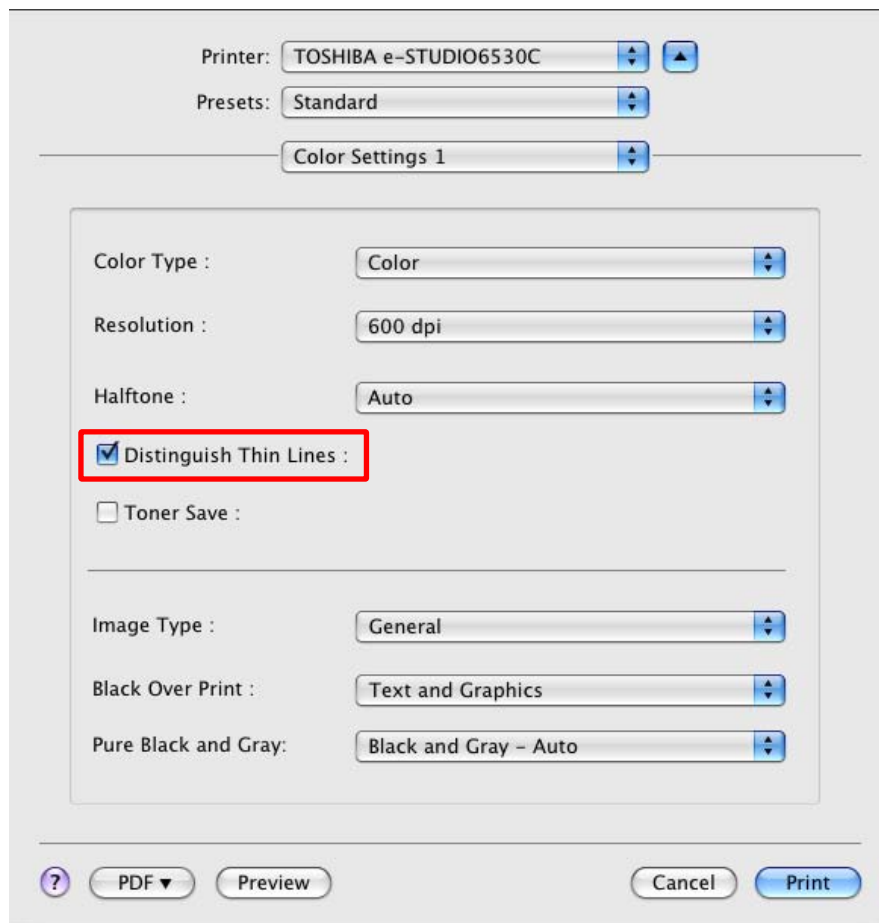 Printer: TOSHIBA e-STUDIO6530C
Presets: Standard
Color Settings 1
Color Type : Color
Resolution : 600 dpi
Halftone : Auto
Distinguish Thin Lines :
Toner Save :
Image Type : General
Black Over Print : Text and Graphics
Pure Black and Gray: Black and Gray – Auto
? PDF ▼ Preview Cancel Print